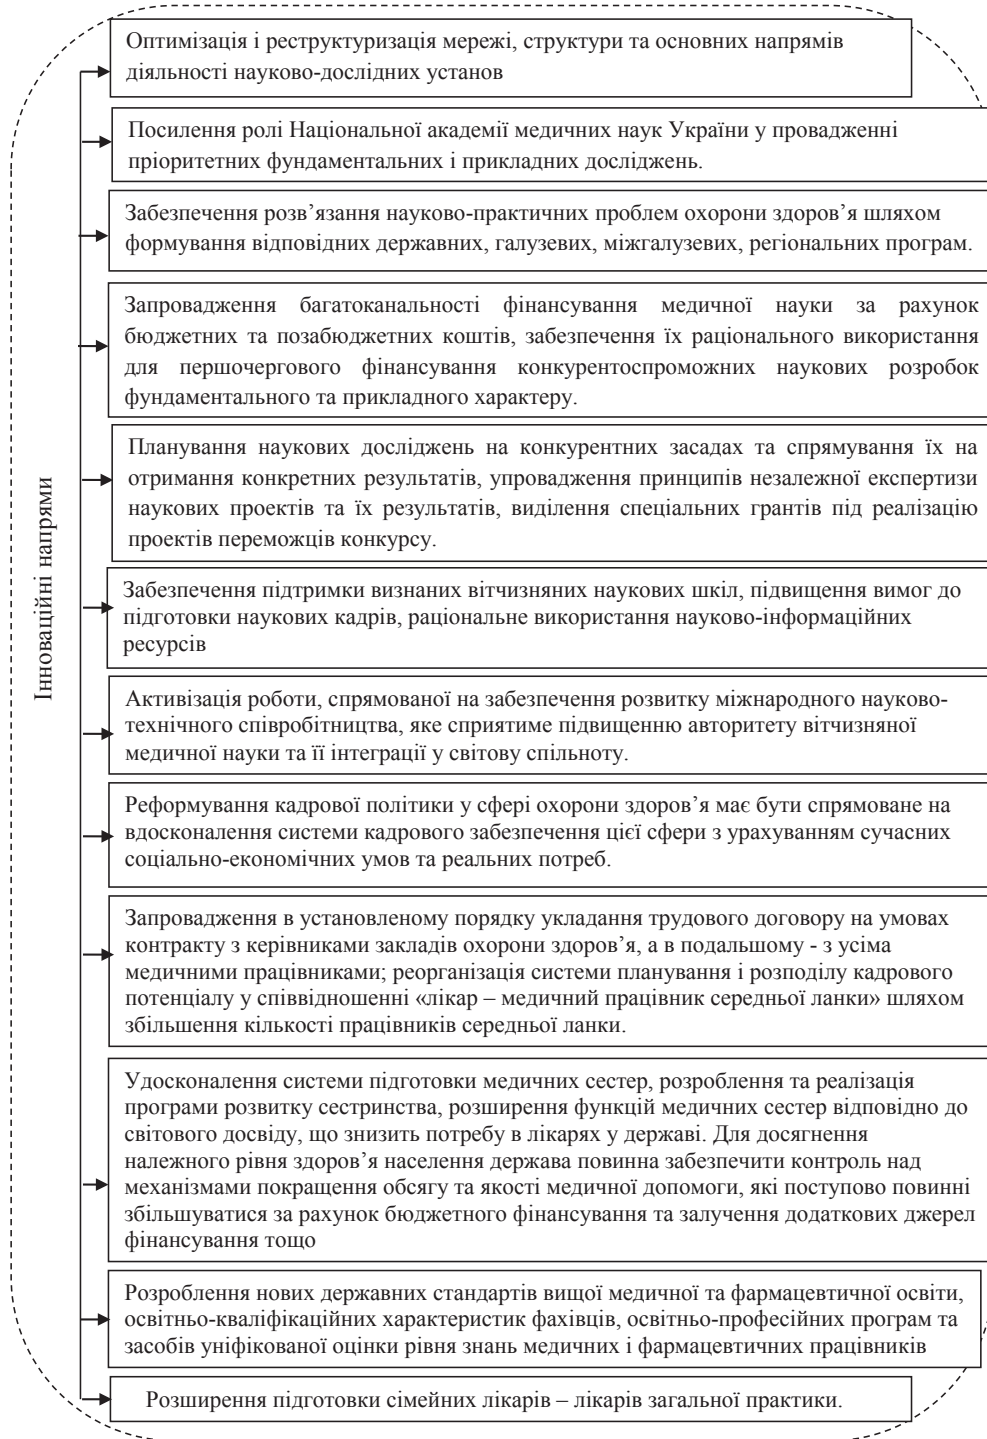 Інноваційні напрями
Оптимізація і реструктуризація мережі, структури та основних напрямів
діяльності науково-дослідних установ
Посилення ролі Національної академії медичних наук України у провадженні
пріоритетних фундаментальних і прикладних досліджень.
Забезпечення розв’язання науково-практичних проблем охорони здоров’я шляхом
формування відповідних державних, галузевих, міжгалузевих, регіональних програм.
Запровадження багатоканальності фінансування медичної науки за рахунок
бюджетних та позабюджетних коштів, забезпечення їх раціонального використання
для першочергового фінансування конкурентоспроможних наукових розробок
фундаментального та прикладного характеру.
Планування наукових досліджень на конкурентних засадах та спрямування їх на
отримання конкретних результатів, упровадження принципів незалежної експертизи
наукових проектів та їх результатів, виділення спеціальних грантів під реалізацію
проектів переможців конкурсу.
Забезпечення підтримки визнаних вітчизняних наукових шкіл, підвищення вимог до
підготовки наукових кадрів, раціональне використання науково-інформаційних
ресурсів
Активізація роботи, спрямованої на забезпечення розвитку міжнародного науково-
технічного співробітництва, яке сприятиме підвищенню авторитету вітчизняної
медичної науки та її інтеграції у світову спільноту.
Реформування кадрової політики у сфері охорони здоров’я має бути спрямоване на
вдосконалення системи кадрового забезпечення цієї сфери з урахуванням сучасних
соціально-економічних умов та реальних потреб.
Запровадження в установленому порядку укладання трудового договору на умовах
контракту з керівниками закладів охорони здоров’я, а в подальшому - з усіма
медичними працівниками; реорганізація системи планування і розподілу кадрового
потенціалу у співвідношенні «лікар – медичний працівник середньої ланки» шляхом
збільшення кількості працівників середньої ланки.
Удосконалення системи підготовки медичних сестер, розроблення та реалізація
програми розвитку сестринства, розширення функцій медичних сестер відповідно до
світового досвіду, що знизить потребу в лікарях у державі. Для досягнення
належного рівня здоров’я населення держава повинна забезпечити контроль над
механізмами покращення обсягу та якості медичної допомоги, які поступово повинні
збільшуватися за рахунок бюджетного фінансування та залучення додаткових джерел
фінансування тощо
Розроблення нових державних стандартів вищої медичної та фармацевтичної освіти,
освітньо-кваліфікаційних характеристик фахівців, освітньо-професійних програм та
засобів уніфікованої оцінки рівня знань медичних і фармацевтичних працівників
Розширення підготовки сімейних лікарів – лікарів загальної практики.